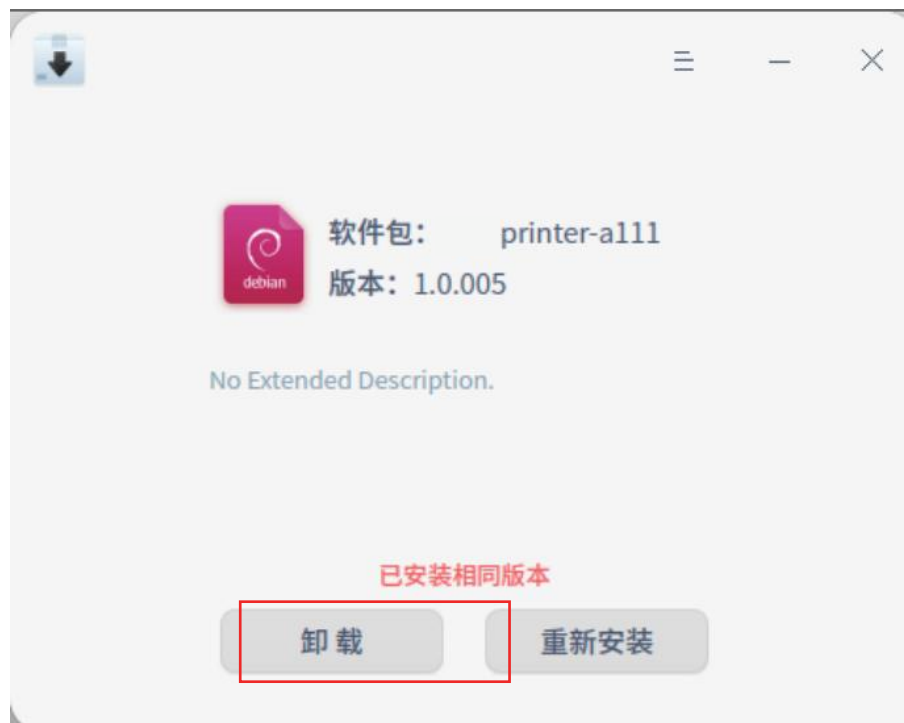 软件包： printer-a111
debian
版本：1.0.005
No Extended Description.
已安装相同版本
卸 载
重新安装